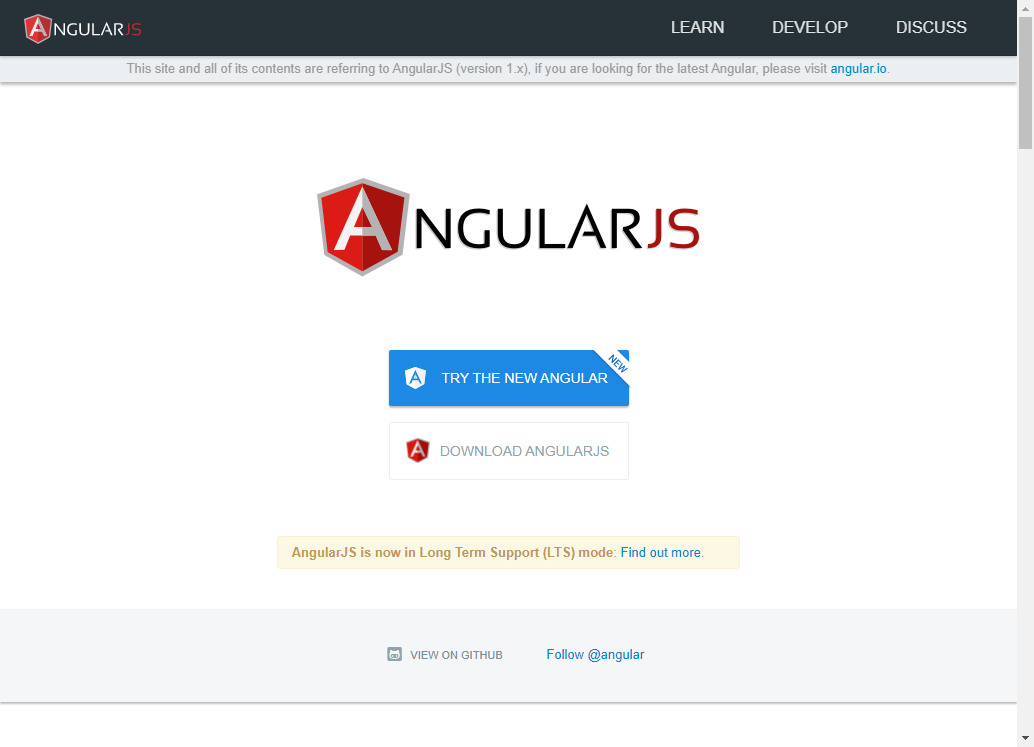 ANGULARJS
LEARN
DEVELOP
DISCUSS
This site and all of its contents are referring to AngularJS (version 1.x), if you are looking for the latest Angular, please visit angular.io.
ANGULARJS
TRY THE NEW ANGULAR
NEW
DOWNLOAD ANGULARJS
AngularJS is now in Long Term Support (LTS) mode: Find out more.
VIEW ON GITHUB
Follow @angular